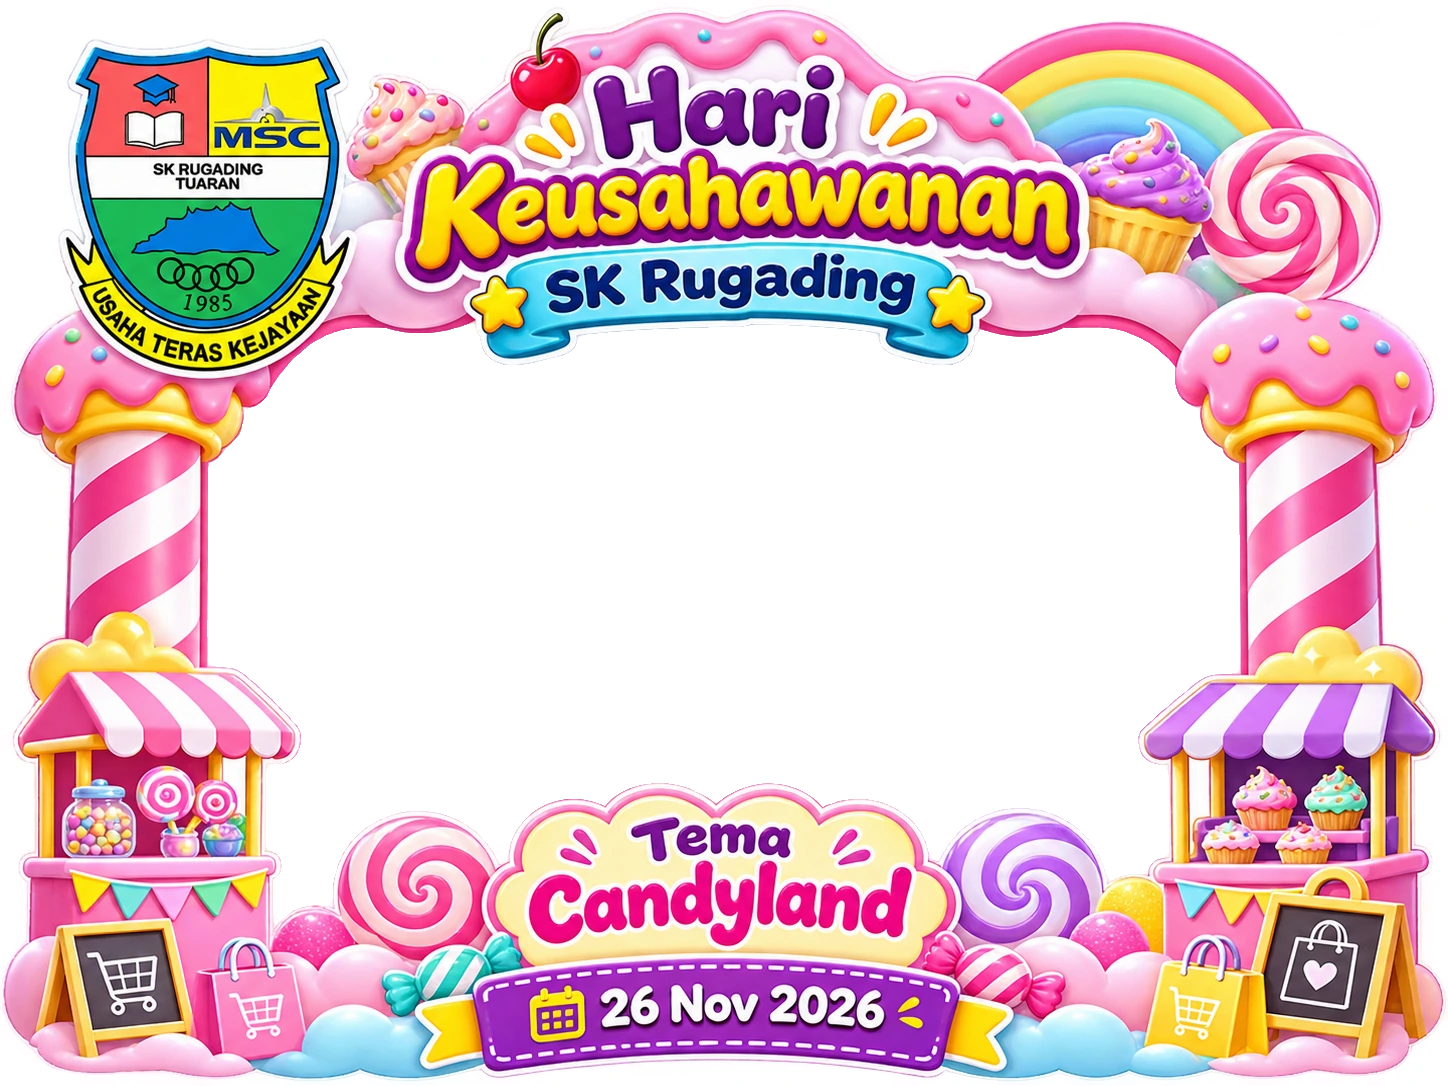 MSC
SK RUGADING
TUARAN
1985
USAHA TERAS KEJAYAAN
Hari
Keusahawanan
SK Rugading
Tema
Candyland
26 Nov 2026